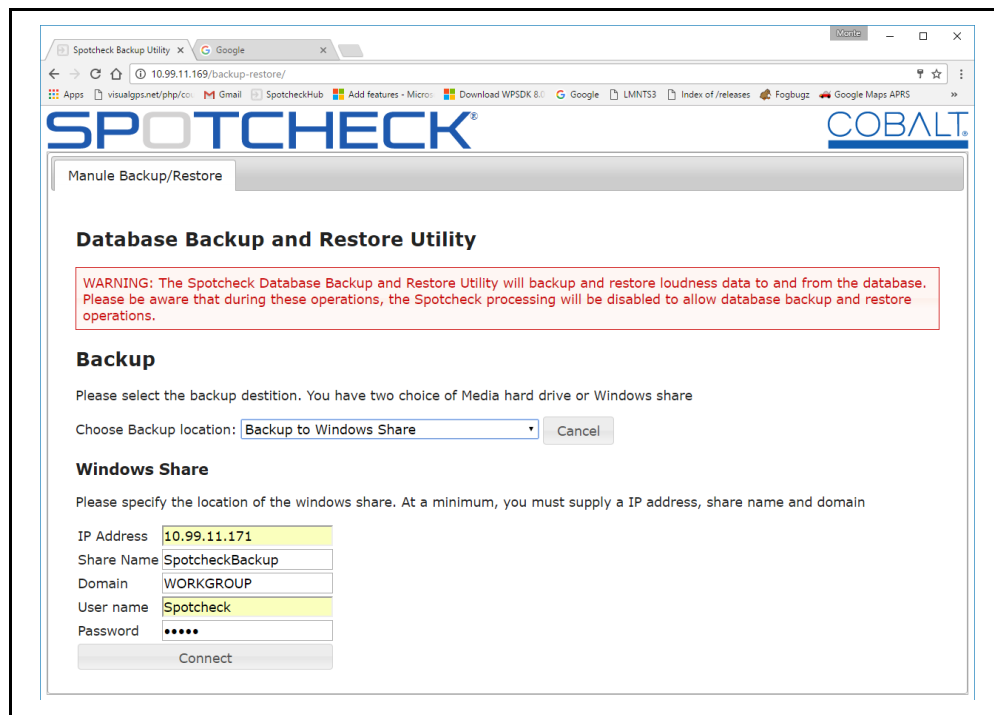 Monte
Spotcheck Backup Utility
Google
10.99.11.169/backup-restore/
Apps visualgps.net/php/co Gmail SpotcheckHub Add features - Micros Download WPSDK 8.0 Google LMNTS3 Index of /releases Fogbugz Google Maps APRS »
SPOTCHECK®
COBALT®
Manule Backup/Restore
Database Backup and Restore Utility
WARNING: The Spotcheck Database Backup and Restore Utility will backup and restore loudness data to and from the database.
Please be aware that during these operations, the Spotcheck processing will be disabled to allow database backup and restore
operations.
Backup
Please select the backup destition. You have two choice of Media hard drive or Windows share
Choose Backup location: Backup to Windows Share Cancel
Windows Share
Please specify the location of the windows share. At a minimum, you must supply a IP address, share name and domain
IP Address 10.99.11.171
Share Name SpotcheckBackup
Domain WORKGROUP
User name Spotcheck
Password •••••
Connect